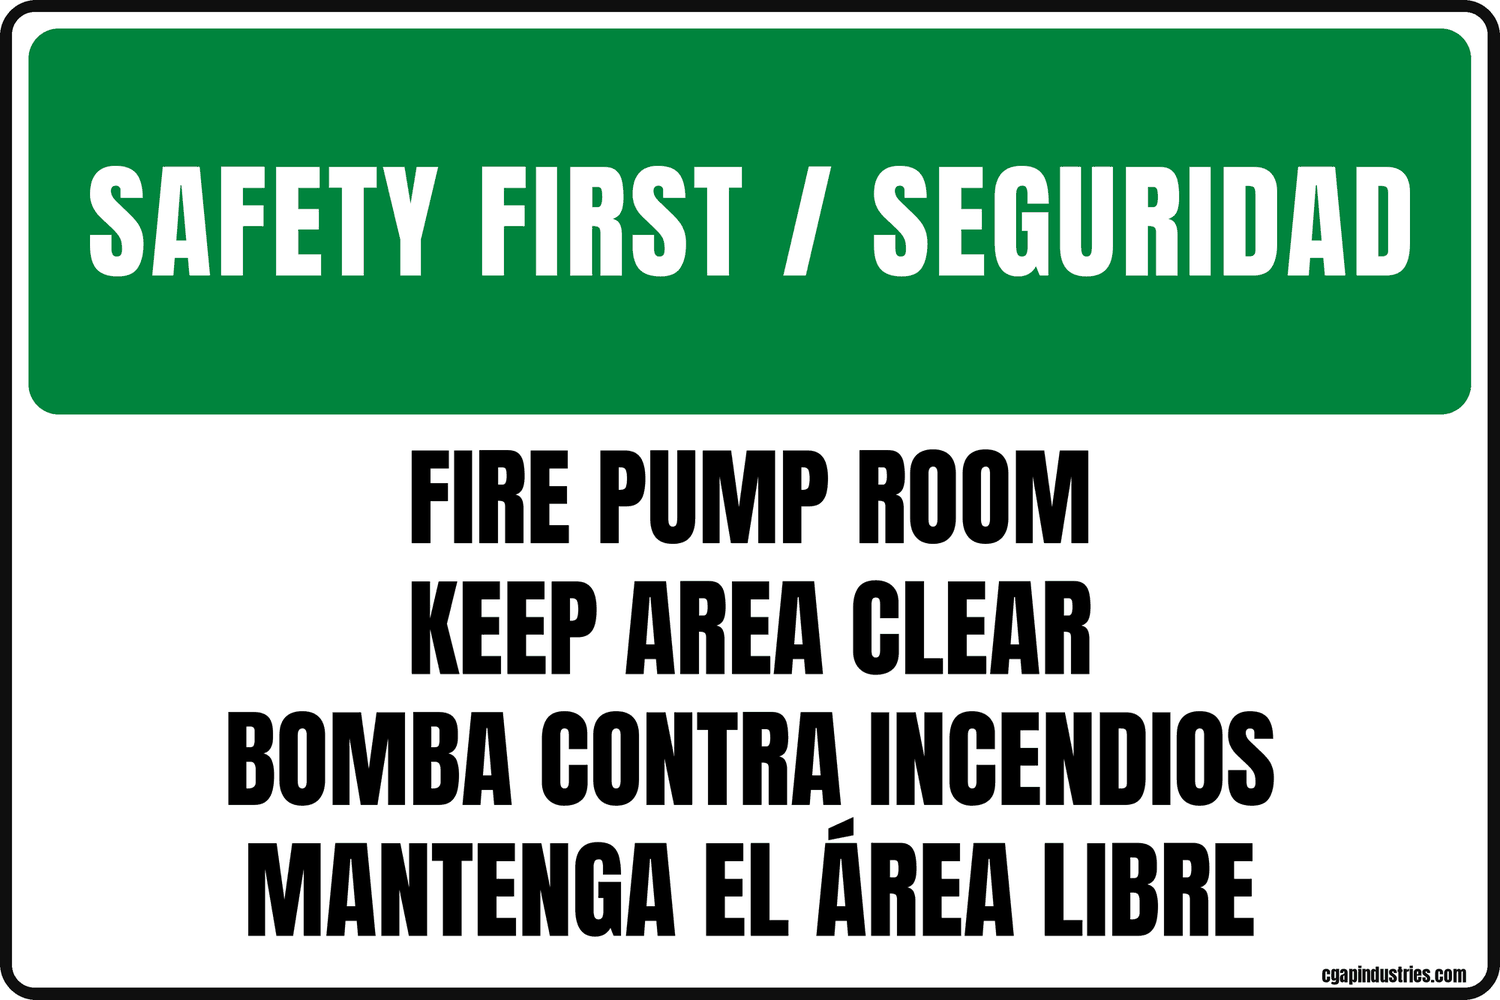 SAFETY FIRST / SEGURIDAD
FIRE PUMP ROOM
KEEP AREA CLEAR
BOMBA CONTRA INCENDIOS
MANTENGA EL ÁREA LIBRE
cgapindustries.com